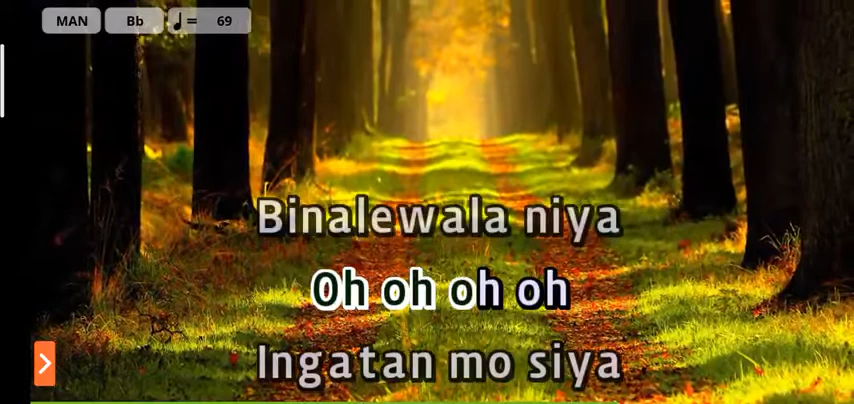 MAN Bb ♩ = 69
Binalewala niya
Oh oh oh oh
Ingatan mo siya